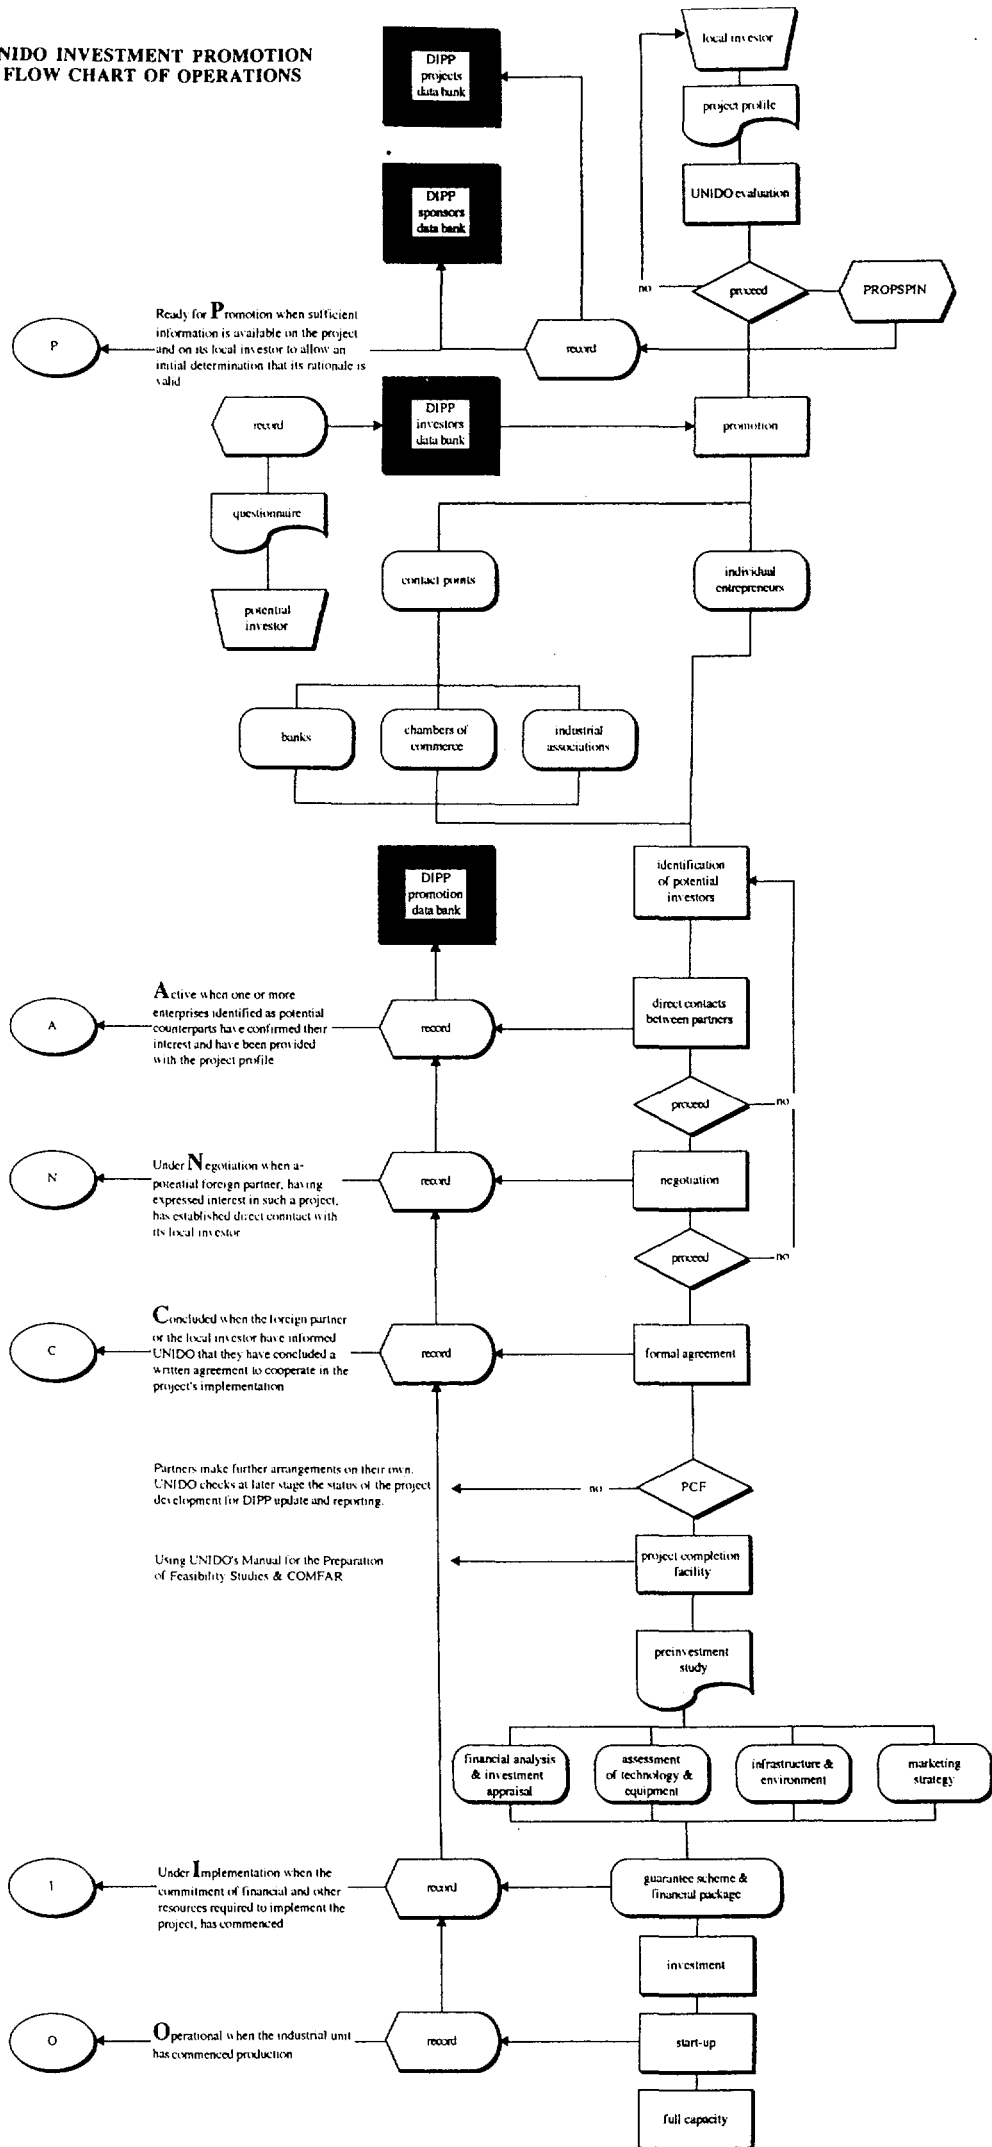 NIDO INVESTMENT PROMOTION
FLOW CHART OF OPERATIONS
DIPP
projects
data bank
local investor
project profile
DIPP
sponsors
data bank
UNIDO evaluation
no
proceed
PROPSPIN
P
Ready for Promotion when sufficient
information is available on the project
and on its local investor to allow an
initial determination that its rationale is
valid
record
record
DIPP
investors
data bank
promotion
questionnaire
contact points
individual
entrepreneurs
potential
investor
banks
chambers of
commerce
industrial
associations
DIPP
promotion
data bank
identification
of potential
investors
A
Active when one or more
enterprises identified as potential
counterparts have confirmed their
interest and have been provided
with the project profile
record
direct contacts
between partners
proceed
no
N
Under Negotiation when a-
potential foreign partner, having
expressed interest in such a project,
has established direct conntact with
its local investor
record
negotiation
proceed
no
C
Concluded when the foreign partner
or the local investor have informed
UNIDO that they have concluded a
written agreement to cooperate in the
project's implementation
record
formal agreement
Partners make further arrangements on their own.
UNIDO checks at later stage the status of the project
development for DIPP update and reporting.
no
PCF
Using UNIDO's Manual for the Preparation
of Feasibility Studies & COMFAR
project completion
facility
preinvestment
study
financial analysis
& investment
appraisal
assessment
of technology &
equipment
infrastructure &
environment
marketing
strategy
I
Under Implementation when the
commitment of financial and other
resources required to implement the
project, has commenced
record
guarantee scheme &
financial package
investment
O
Operational when the industrial unit
has commenced production
record
start-up
full capacity